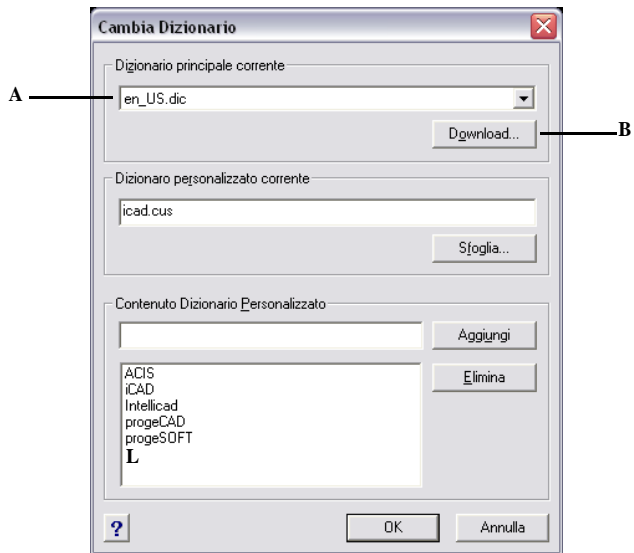 Cambia Dizionario
Dizionario principale corrente
A
en_US.dic
Download...
B
Dizionaro personalizzato corrente
icad.cus
Sfoglia...
Contenuto Dizionario Personalizzato
Aggiungi
ACIS
Elimina
iCAD
Intellicad
progeCAD
progeSOFT
L
?
OK
Annulla